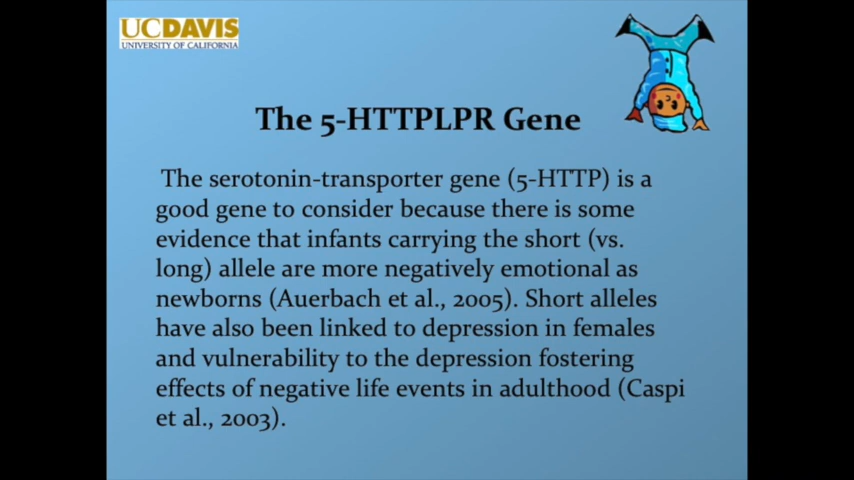 UCDAVIS
UNIVERSITY OF CALIFORNIA
The 5-HTTPLPR Gene
The serotonin-transporter gene (5-HTTP) is a
good gene to consider because there is some
evidence that infants carrying the short (vs.
long) allele are more negatively emotional as
newborns (Auerbach et al., 2005). Short alleles
have also been linked to depression in females
and vulnerability to the depression fostering
effects of negative life events in adulthood (Caspi
et al., 2003).